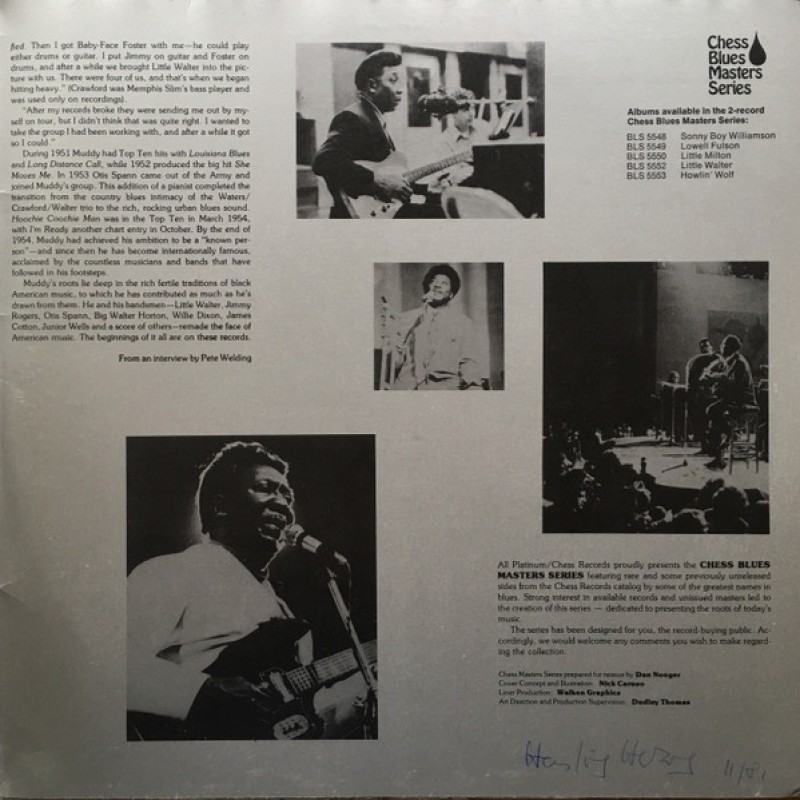 fied. Then I got Baby-Face Foster with me—he could play
either drums or guitar. I put Jimmy on guitar and Foster on
drums, and after a while we brought Little Walter into the pic-
ture with us. There were four of us, and that's when we began
hitting heavy." (Crawford was Memphis Slim's bass player and
was used only on recordings).
"After my records broke they were sending me out by my-
self on tour, but I didn't think that was quite right. I wanted to
take the group I had been working with, and after a while it got
so I could."
During 1951 Muddy had Top Ten hits with Louisiana Blues
and Long Distance Call, while 1952 produced the big hit She
Moves Me. In 1953 Otis Spann came out of the Army and
joined Muddy's group. This addition of a pianist completed the
transition from the country blues intimacy of the Waters/
Crawford/Walter trio to the rich, rocking urban blues sound.
Hoochie Coochie Man was in the Top Ten in March 1954,
with I'm Ready another chart entry in October. By the end of
1954, Muddy had achieved his ambition to be a "known per-
son"—and since then he has become internationally famous,
acclaimed by the countless musicians and bands that have
followed in his footsteps.
Muddy's roots lie deep in the rich fertile traditions of black
American music, to which he has contributed as much as he's
drawn from them. He and his bandsmen—Little Walter, Jimmy
Rogers, Otis Spann, Big Walter Horton, Willie Dixon, James
Cotton, Junior Wells and a score of others—remade the face of
American music. The beginnings of it all are on these records.
From an interview by Pete Welding
Chess
Blues
Masters
Series
Albums available in the 2-record
Chess Blues Masters Series:
BLS 5548 Sonny Boy Williamson
BLS 5549 Lowell Fulson
BLS 5550 Little Milton
BLS 5552 Little Walter
BLS 5553 Howlin' Wolf
All Platinum/Chess Records proudly presents the CHESS BLUES
MASTERS SERIES featuring rare and some previously unreleased
sides from the Chess Records catalog by some of the greatest names in
blues. Strong interest in available records and unissued masters led to
the creation of this series — dedicated to presenting the roots of today's
music.
The series has been designed for you, the record-buying public. Ac-
cordingly, we would welcome any comments you wish to make regard-
ing the collection.
Chess Masters Series prepared for reissue by Dan Nooger
Cover Concept and Illustration: Nick Caruso
Liner Production: Walken Graphics
Art Direction and Production Supervision: Dudley Thomas
11/81